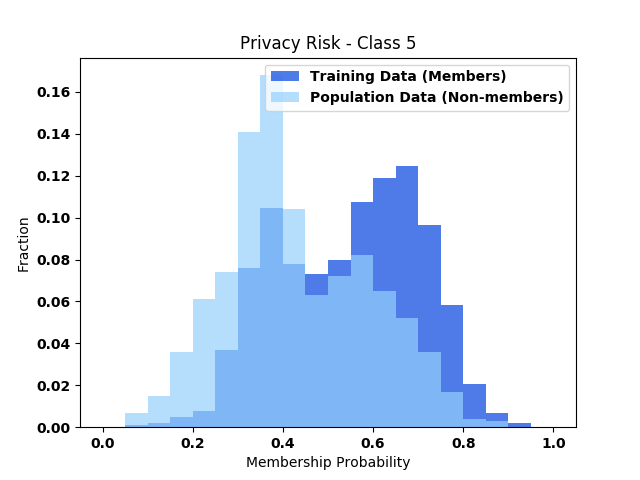 Privacy Risk - Class 5
Training Data (Members)
Population Data (Non-members)
0.16
0.14
0.12
0.10
0.08
0.06
0.04
0.02
0.00
Fraction
0.0 0.2 0.4 0.6 0.8 1.0
Membership Probability